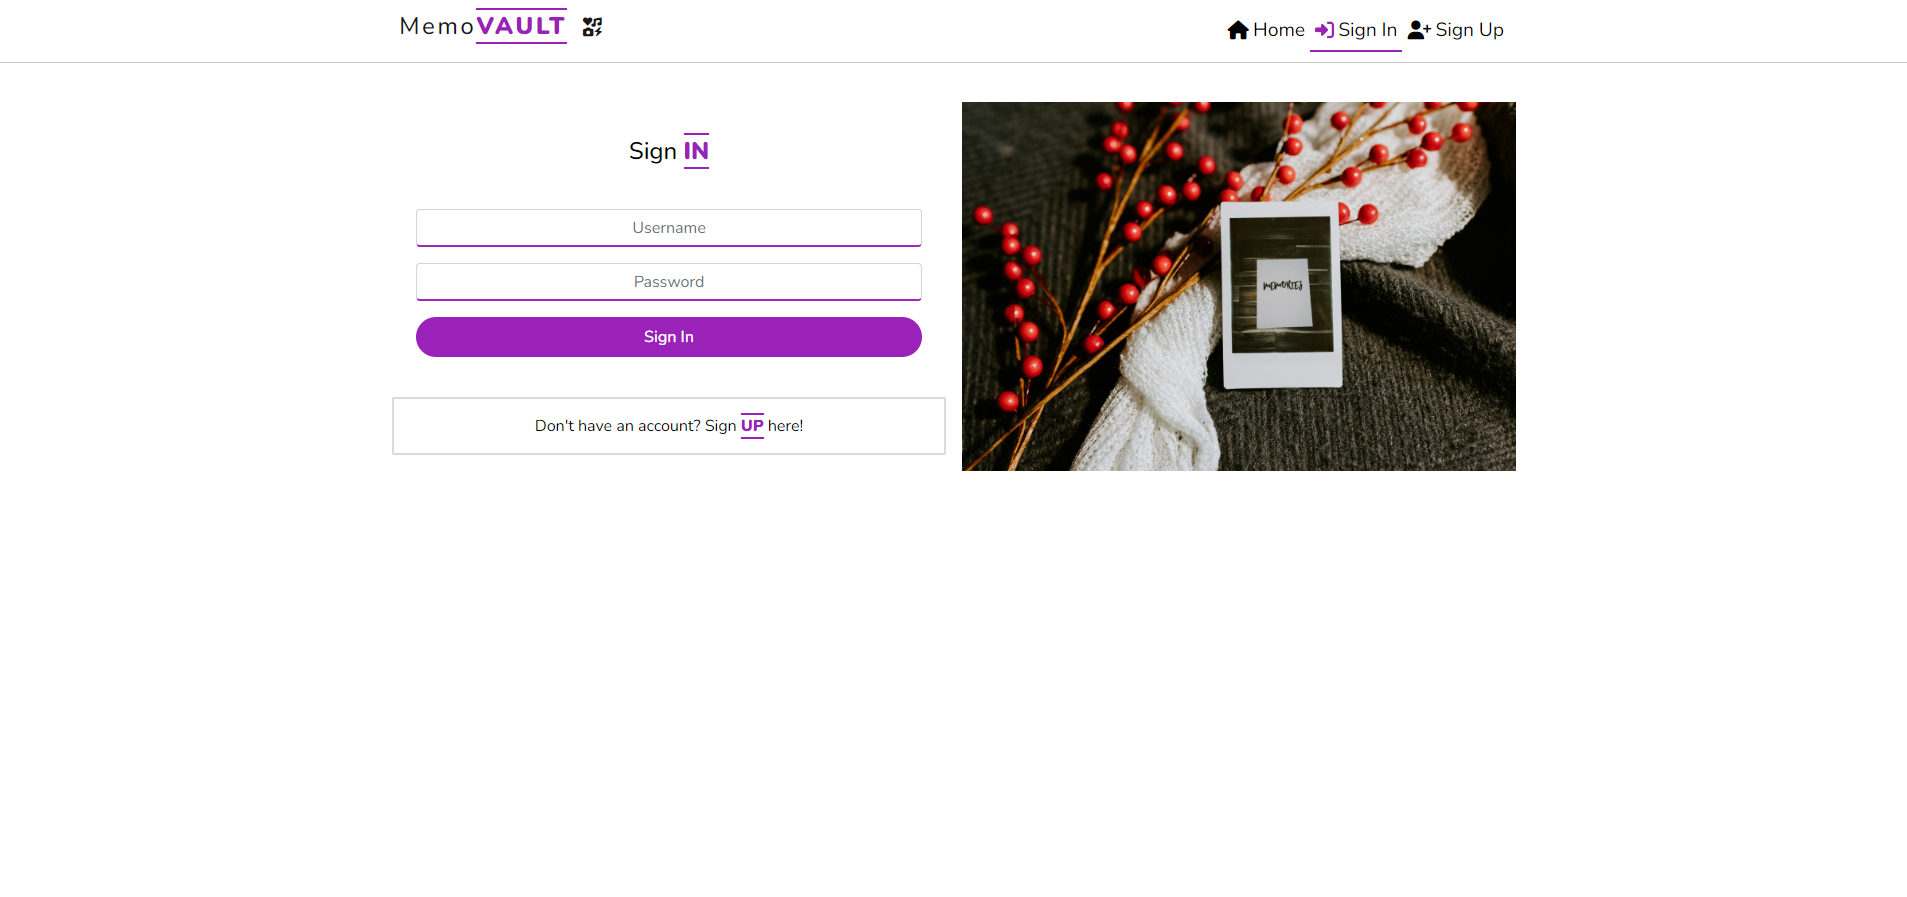 MemoVAULT
Home Sign In Sign Up
Sign IN
Username
Password
Sign In
Don't have an account? Sign UP here!
MEMORIES